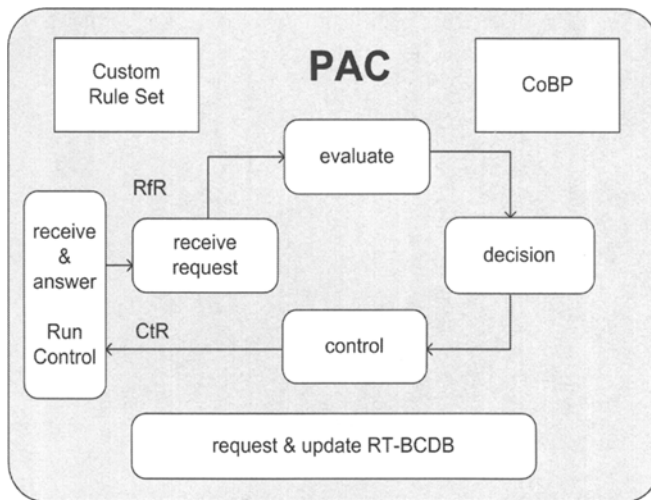 Custom
Rule Set
PAC
CoBP
evaluate
RfR
receive
&
answer
Run
Control
receive
request
decision
CtR
control
request & update RT-BCDB